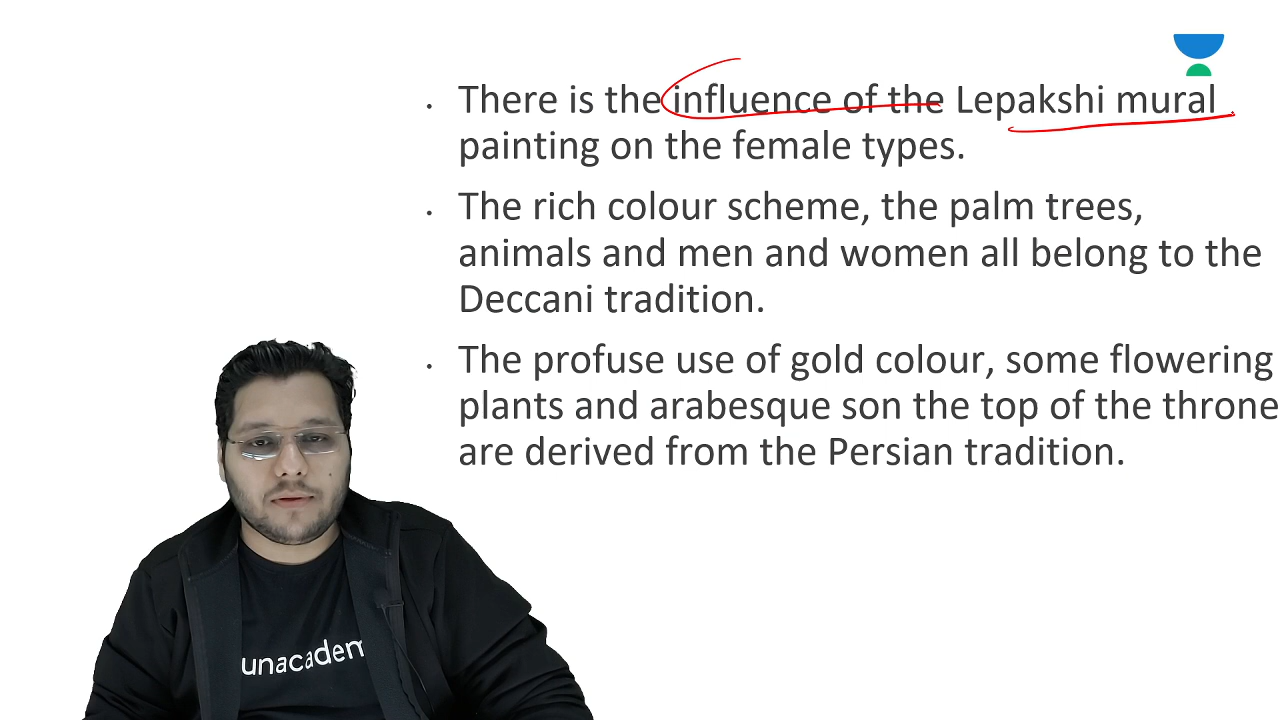 • There is the influence of the Lepakshi mural
painting on the female types.
• The rich colour scheme, the palm trees,
animals and men and women all belong to the
Deccani tradition.
• The profuse use of gold colour, some flowering
plants and arabesque son the top of the throne
are derived from the Persian tradition.
unacadem